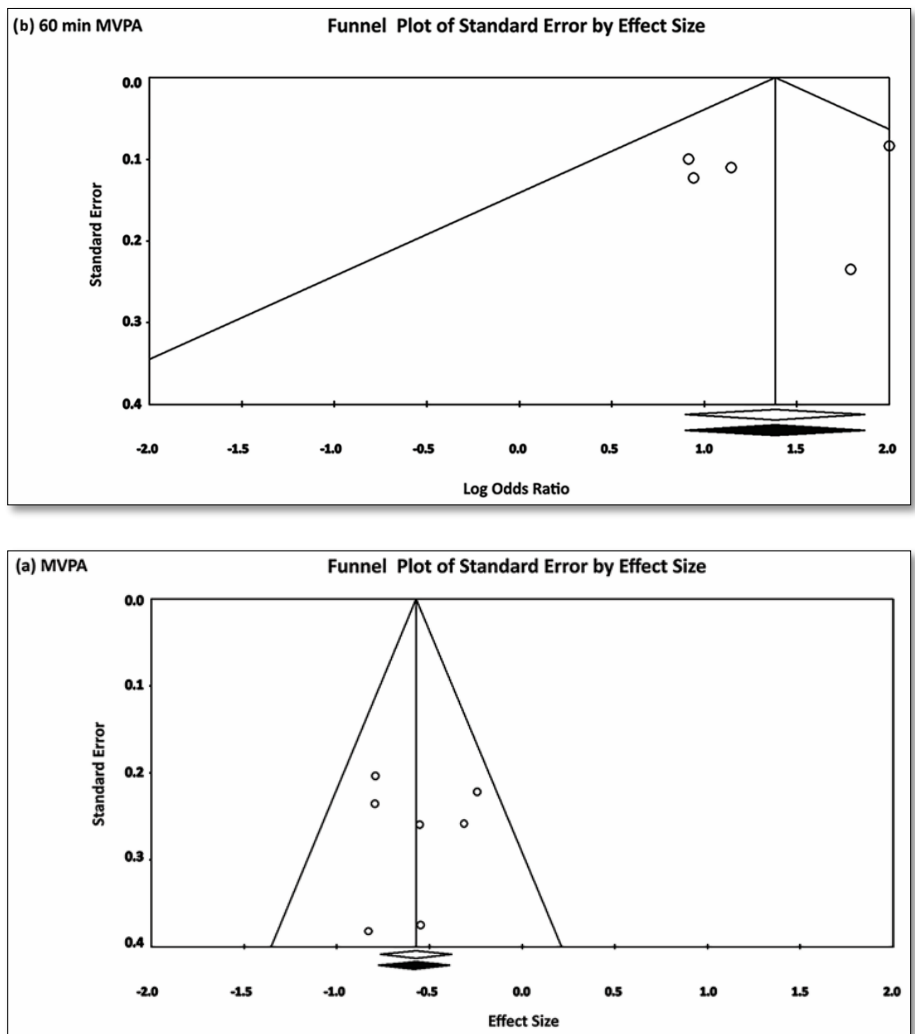 (b) 60 min MVPA
Funnel Plot of Standard Error by Effect Size
Standard Error
0.0
0.1
0.2
0.3
0.4
-2.0 -1.5 -1.0 -0.5 0.0 0.5 1.0 1.5 2.0
Log Odds Ratio
(a) MVPA
Funnel Plot of Standard Error by Effect Size
Standard Error
0.0
0.1
0.2
0.3
0.4
-2.0 -1.5 -1.0 -0.5 0.0 0.5 1.0 1.5 2.0
Effect Size